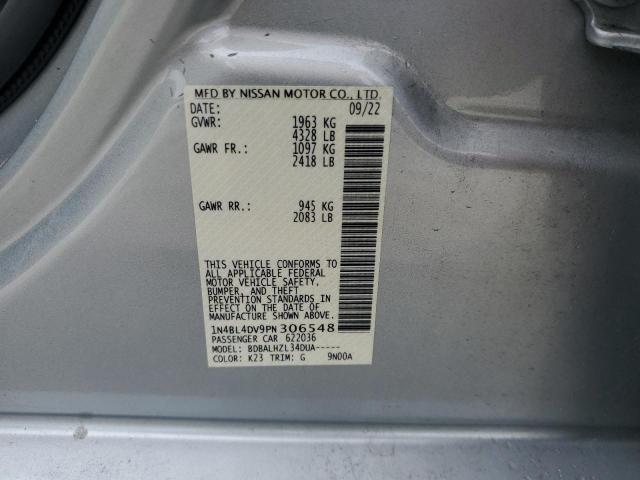 MFD BY NISSAN MOTOR CO., LTD.
DATE: 09/22
GVWR: 1963 KG
4328 LB
GAWR FR.: 1097 KG
2418 LB
GAWR RR.: 945 KG
2083 LB
THIS VEHICLE CONFORMS TO
ALL APPLICABLE FEDERAL
MOTOR VEHICLE SAFETY,
BUMPER, AND THEFT
PREVENTION STANDARDS IN
EFFECT ON THE DATE OF
MANUFACTURE SHOWN ABOVE.
1N4BL4DV9PN306548
PASSENGER CAR 622036
MODEL: BDBALHZL34DUA-----
COLOR: K23 TRIM: G 9N00A